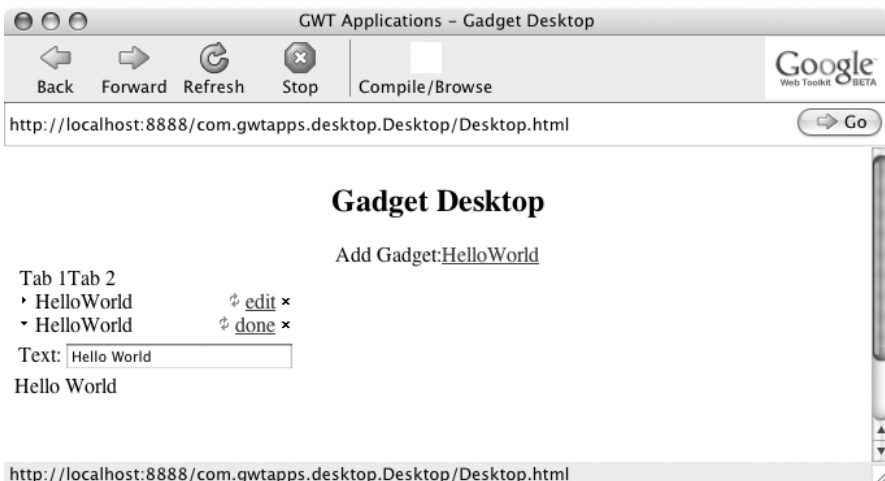 GWT Applications – Gadget Desktop
Back Forward Refresh Stop Compile/Browse
Google
Web Toolkit BETA
http://localhost:8888/com.gwtapps.desktop.Desktop/Desktop.html Go
Gadget Desktop
Add Gadget:HelloWorld
Tab 1Tab 2
HelloWorld edit
HelloWorld done
Text: Hello World
Hello World
http://localhost:8888/com.gwtapps.desktop.Desktop/Desktop.html